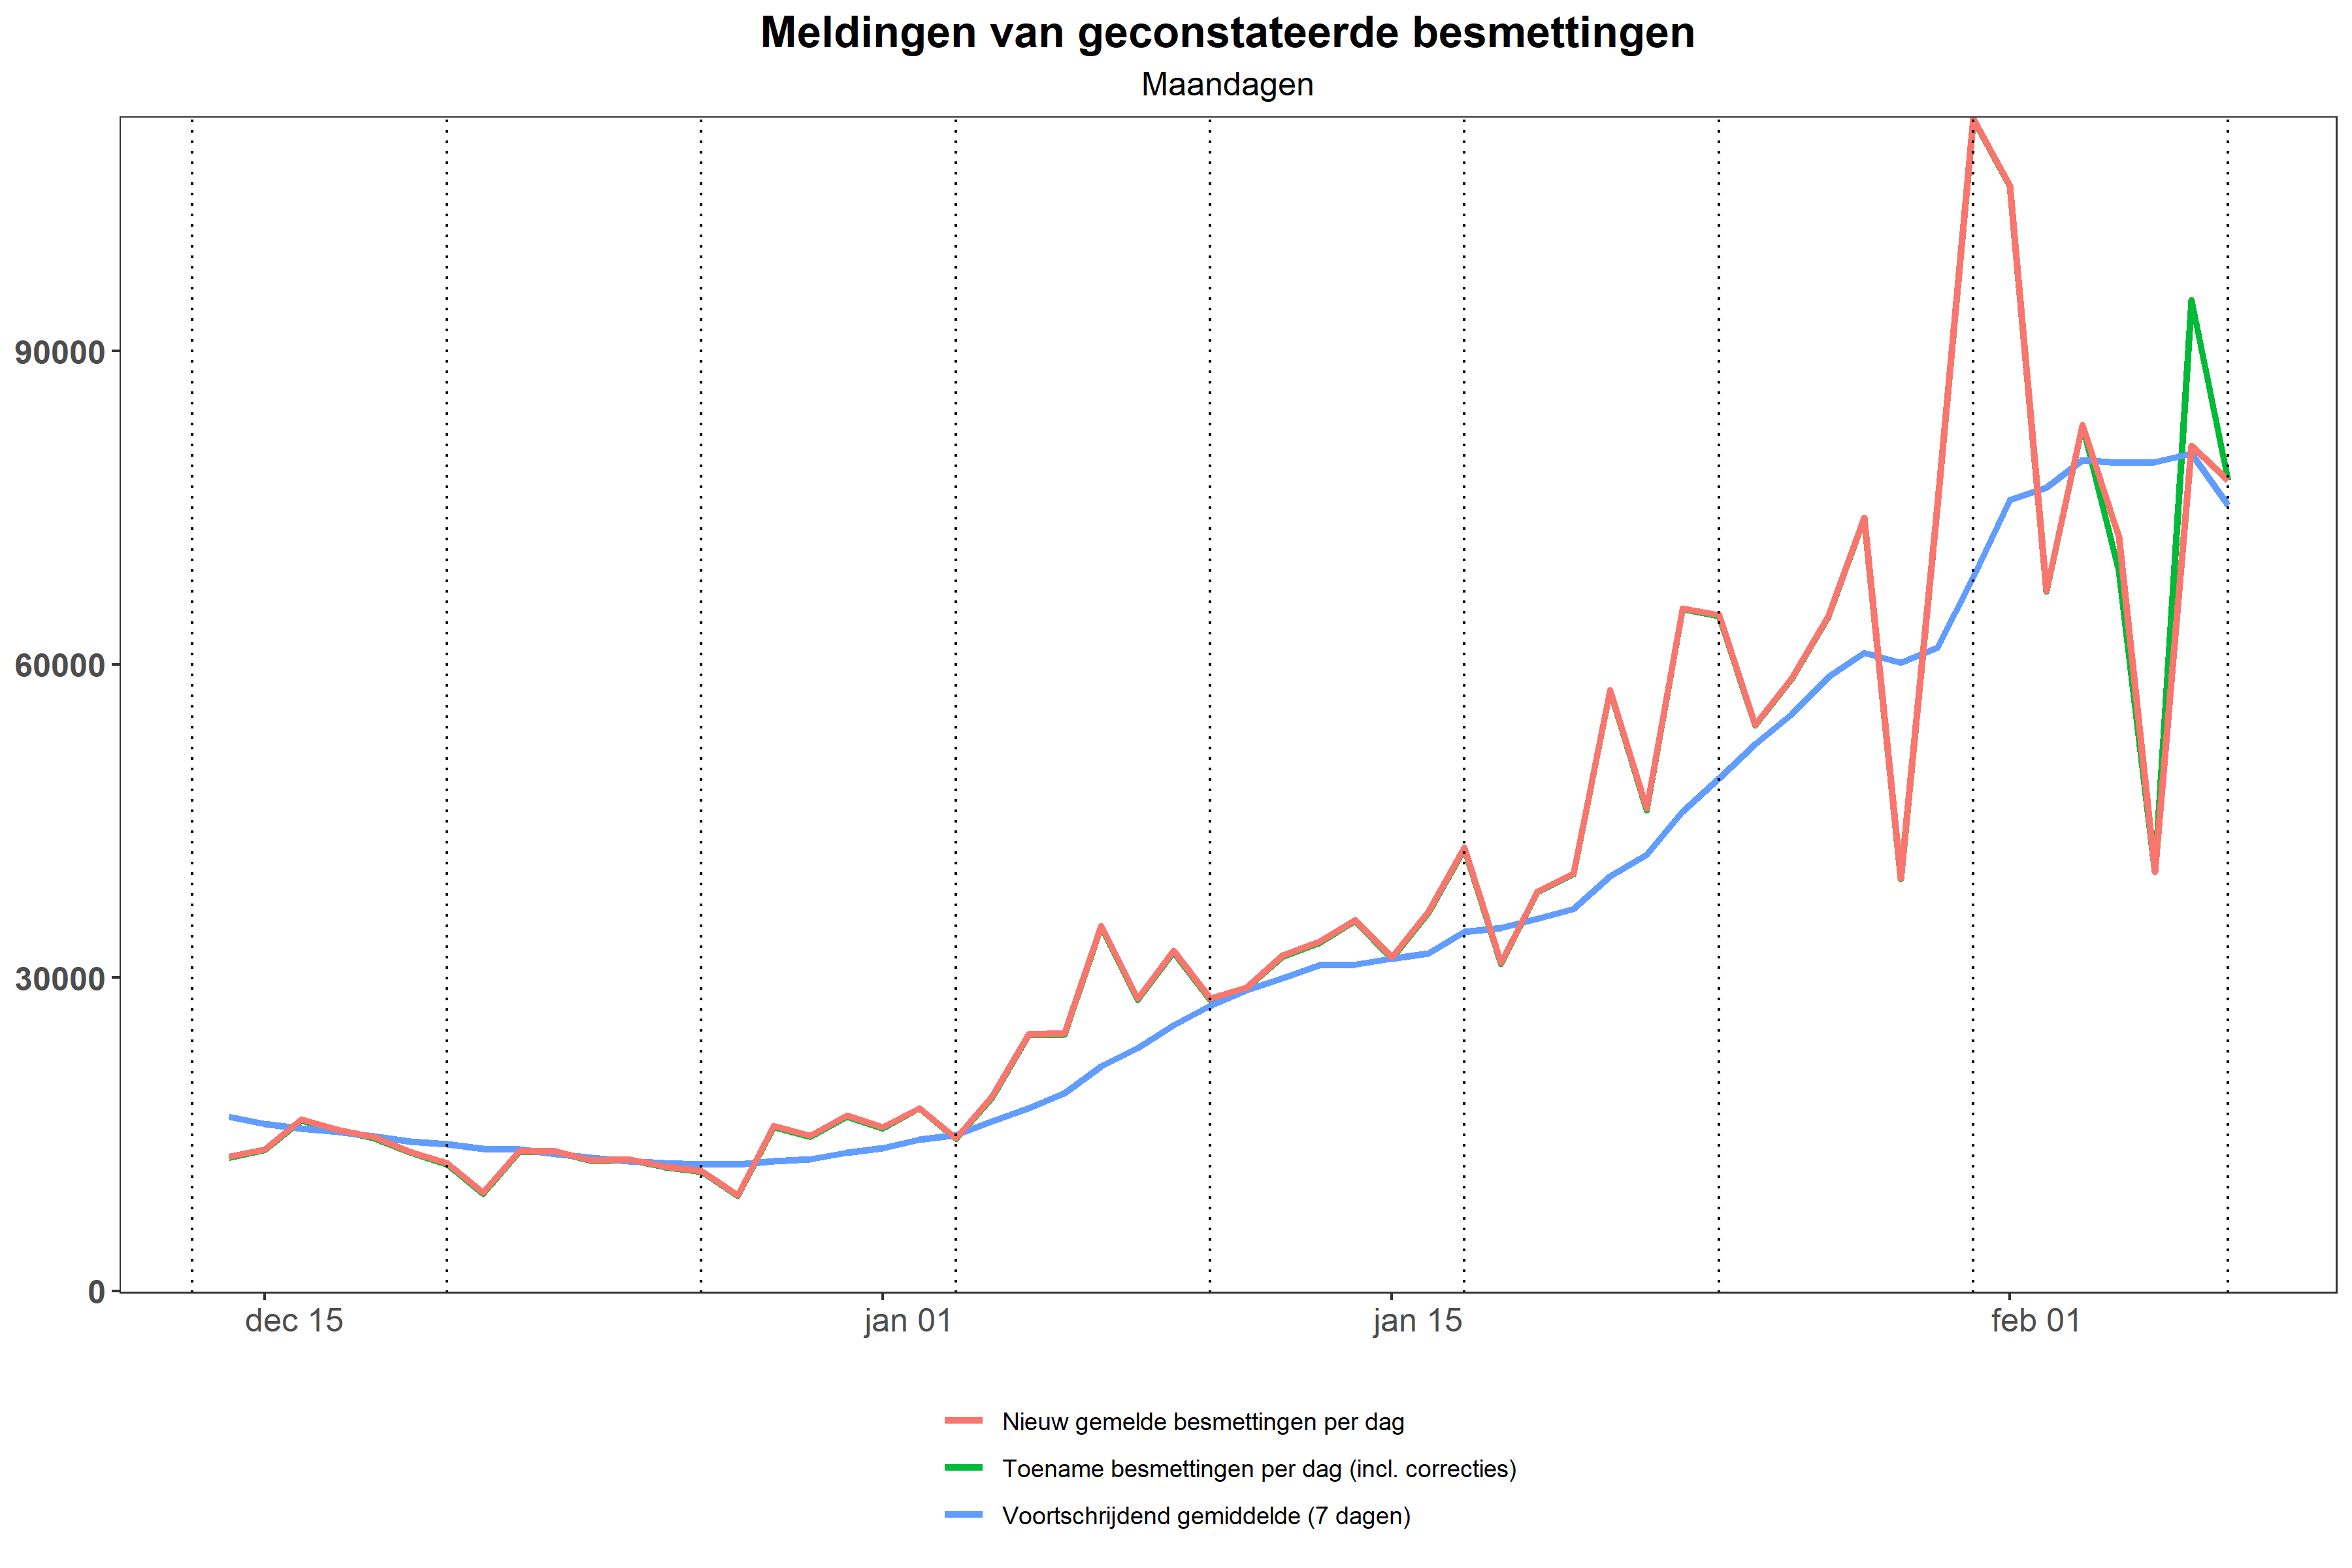 Meldingen van geconstateerde besmettingen
Maandagen
90000
60000
30000
0
dec 15
jan 01
jan 15
feb 01
Nieuw gemelde besmettingen per dag
Toename besmettingen per dag (incl. correcties)
Voortschrijdend gemiddelde (7 dagen)